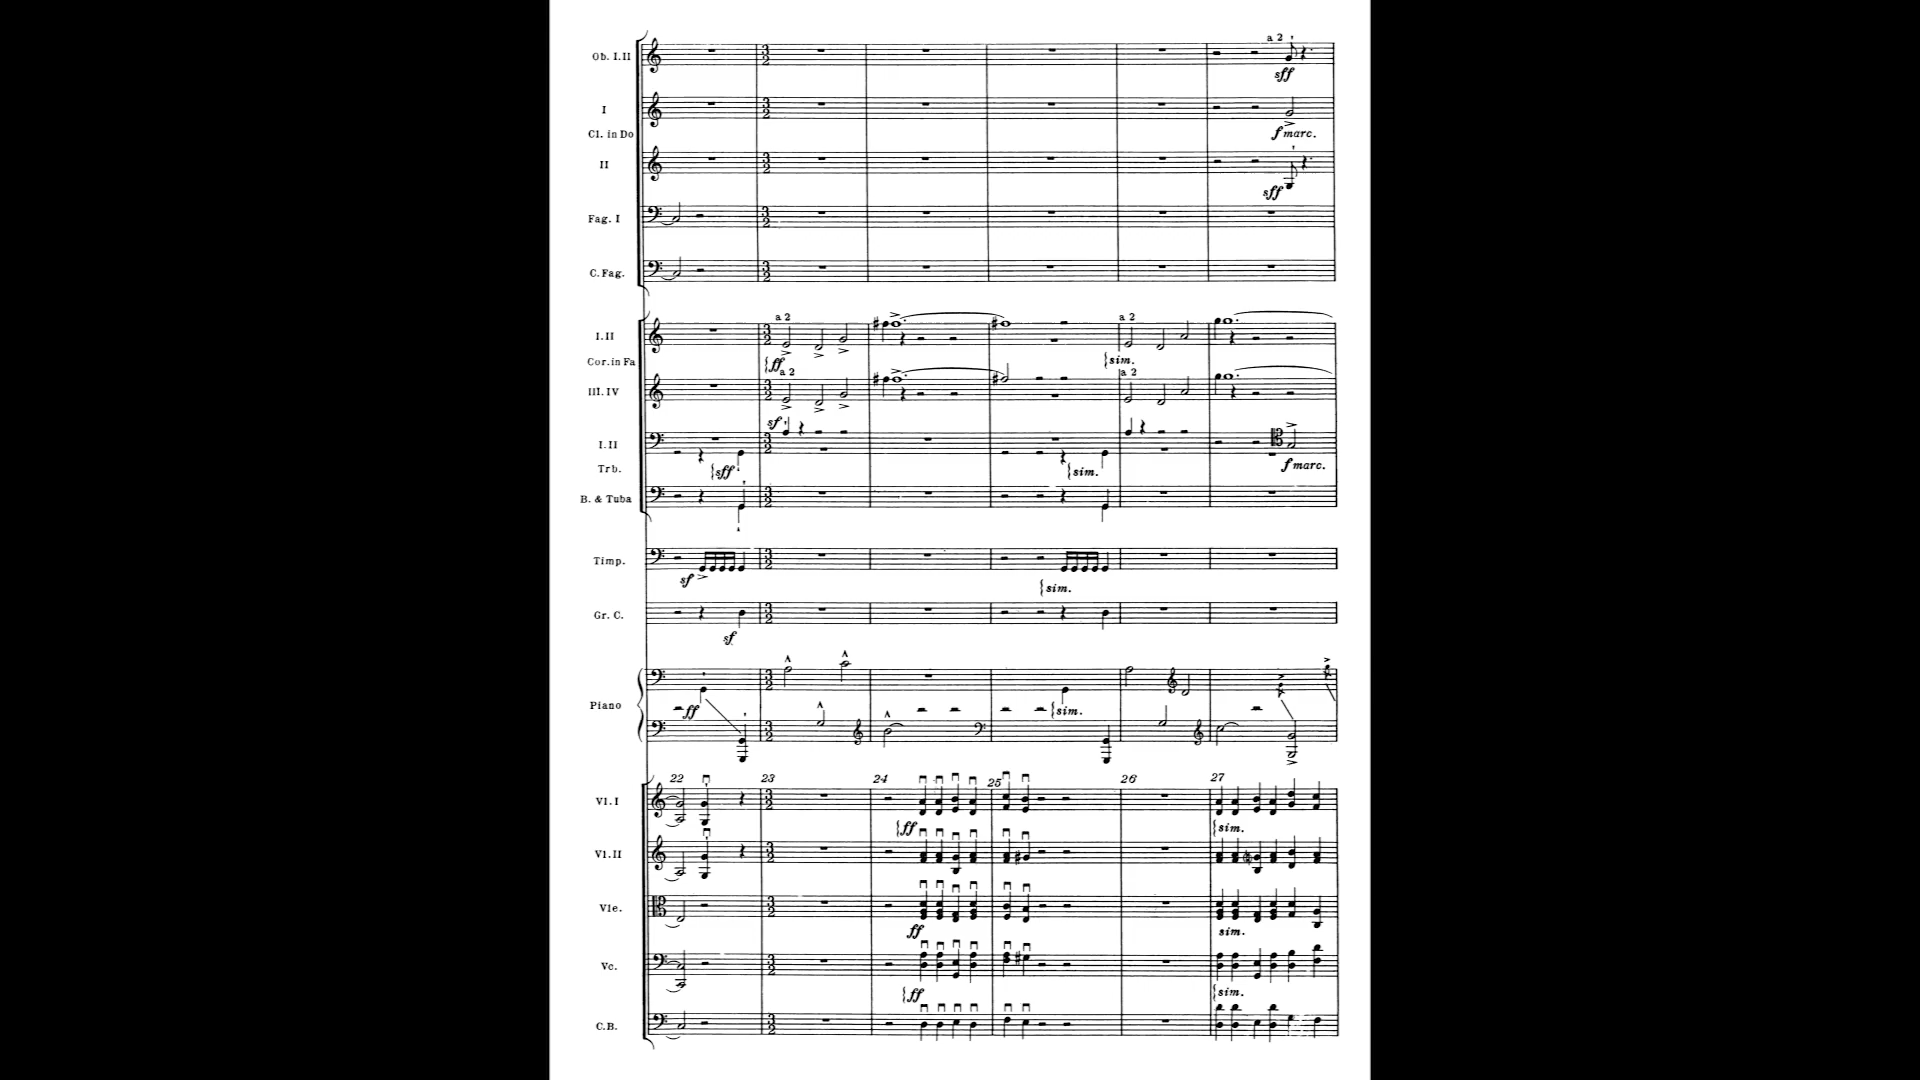 a 2
Ob. I.II
sff
I
Cl. in Do
f marc.
II
sff
Fag. I
C. Fag.
a 2 a 2
I.II
ff sim.
Cor. in Fa
a 2 a 2
III. IV
sf
I.II
Trb.
sff sim. f marc.
B. & Tuba
Timp.
sf sim.
Gr. C.
sf
Piano
ff sim.
22 23 24 25 26 27
Vl. I
ff sim.
Vl. II
Vle.
ff sim.
Vc.
ff sim.
C.B.